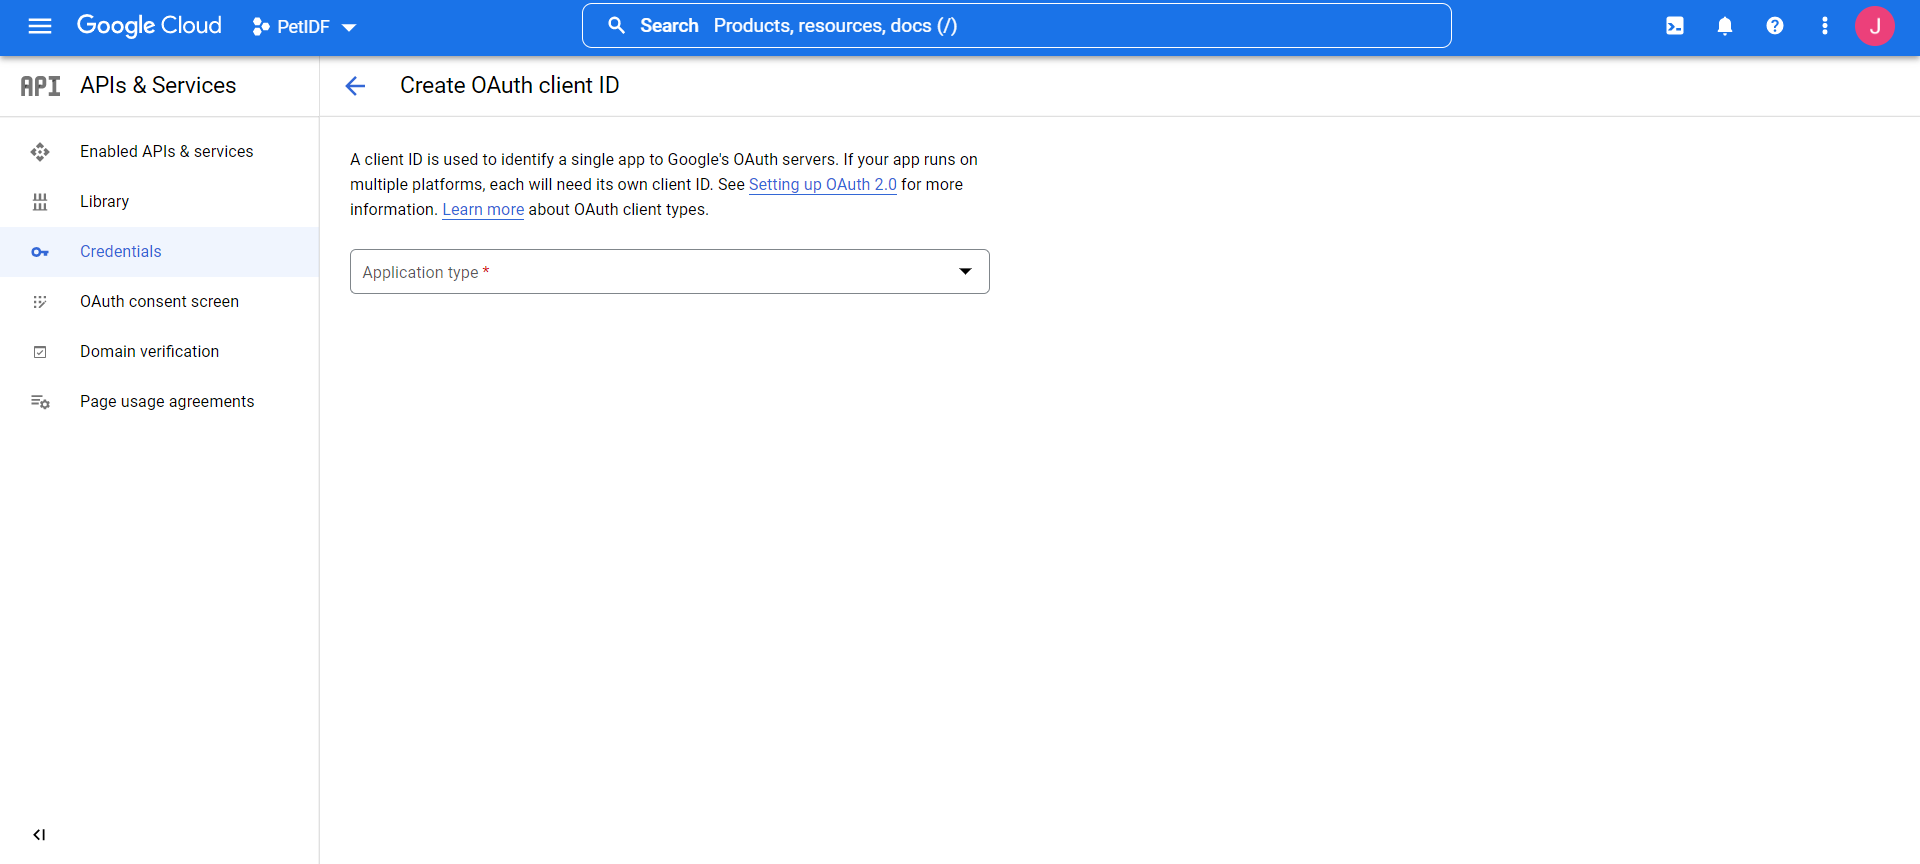 Google Cloud
PetIDF
Search Products, resources, docs (/)
J
API APIs & Services
Create OAuth client ID
Enabled APIs & services
Library
Credentials
OAuth consent screen
Domain verification
Page usage agreements
A client ID is used to identify a single app to Google's OAuth servers. If your app runs on
multiple platforms, each will need its own client ID. See Setting up OAuth 2.0 for more
information. Learn more about OAuth client types.
Application type *